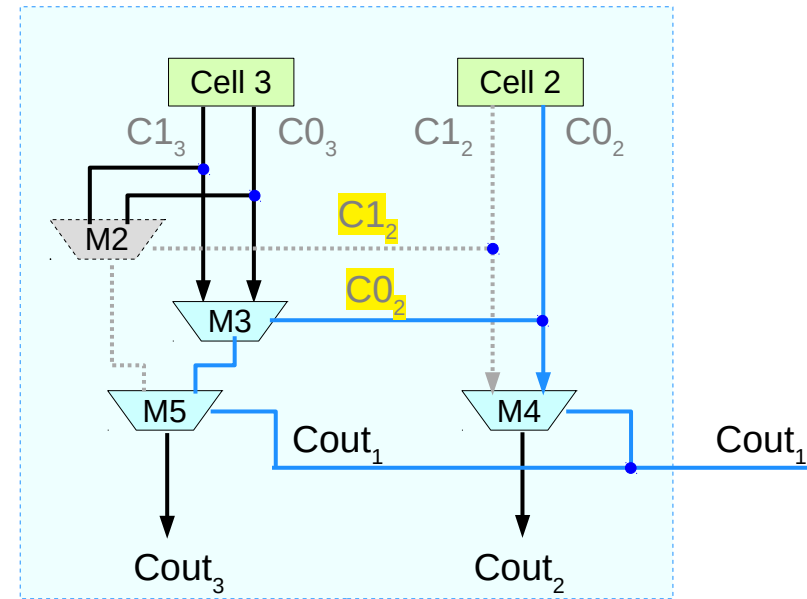 Cell 3
Cell 2
C1₃
C0₃
C1₂
C0₂
C1₂
M2
C0₂
M3
M5
M4
Cout₁
Cout₁
Cout₃
Cout₂